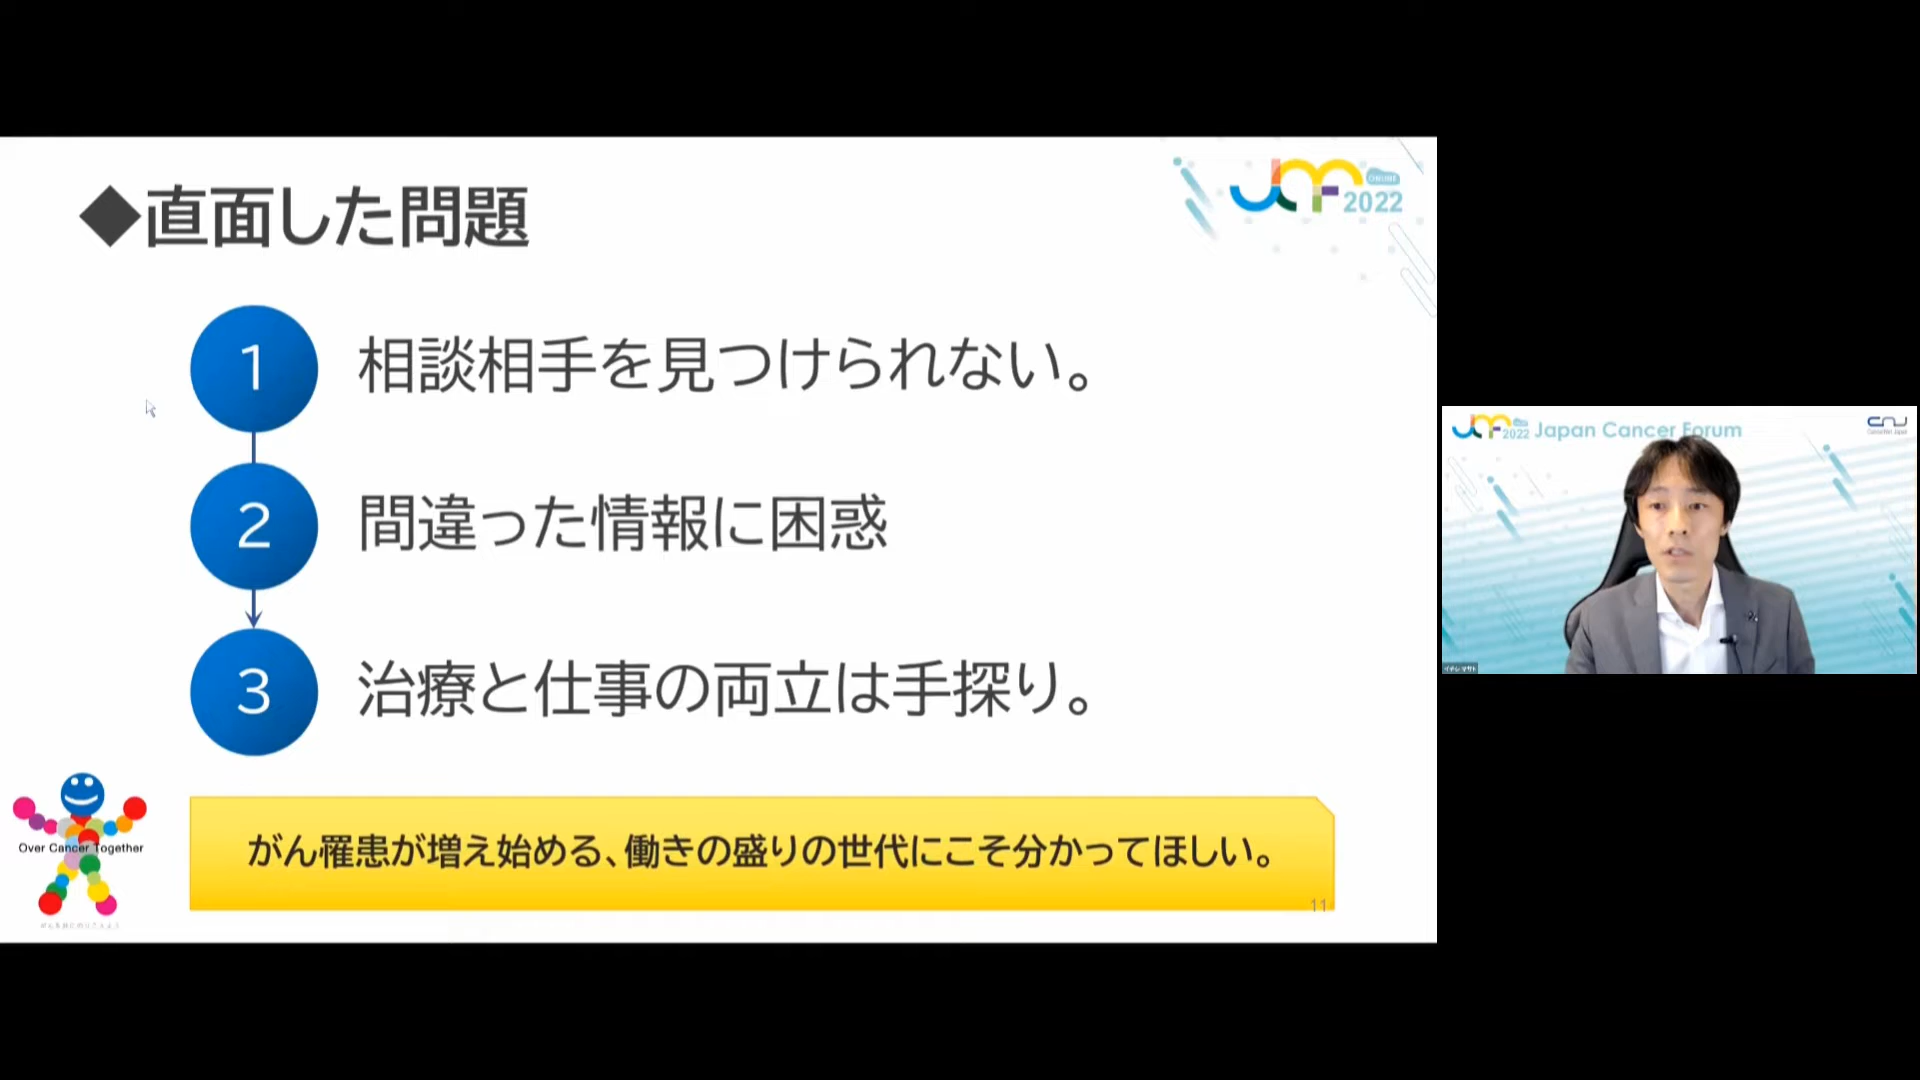 ◆直面した問題
ONLINE
2022
1
相談相手を見つけられない。
2
間違った情報に困惑
3
治療と仕事の両立は手探り。
Over Cancer Together
がん罹患が増え始める、働きの盛りの世代にこそ分かってほしい。
11
2022 Japan Cancer Forum